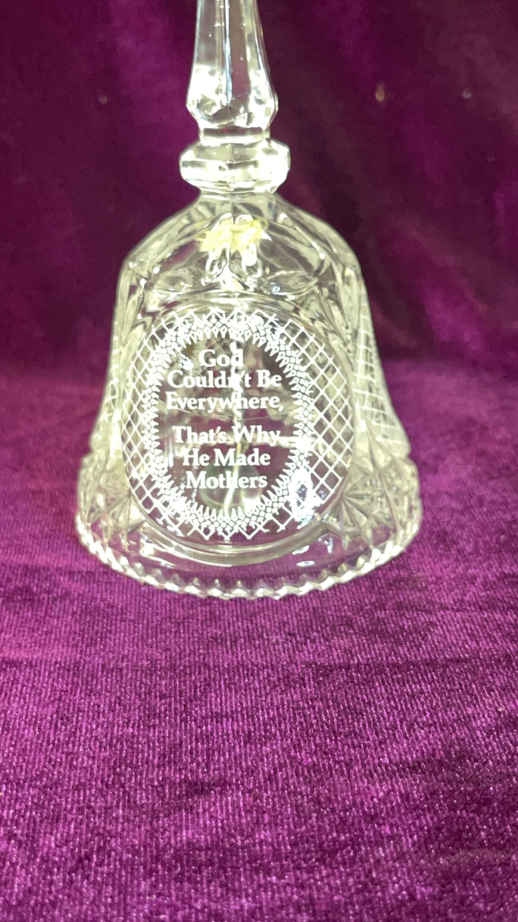 God
Couldn't Be
Everywhere,
That's Why
He Made
Mothers